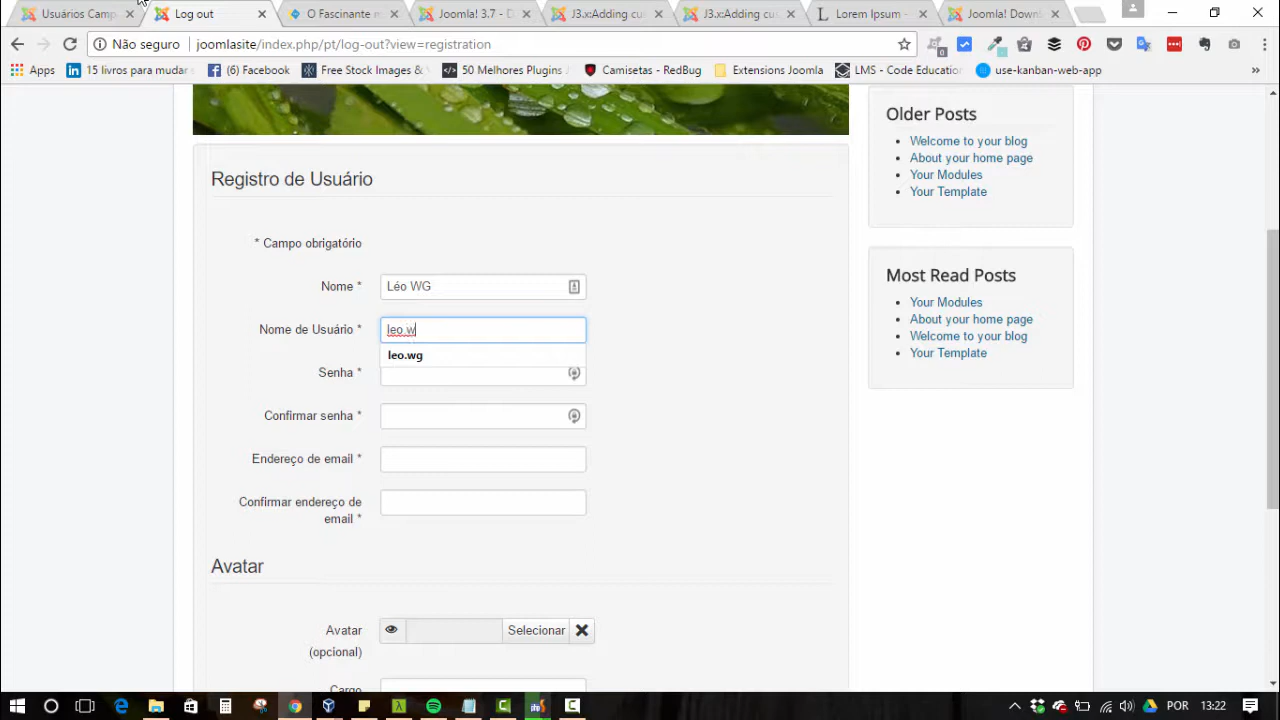 Usuários Camp
Log out
O Fascinante m
Joomla! 3.7 - D
J3.x:Adding cu
J3.x:Adding cu
Lorem Ipsum -
Joomla! Down
Não seguro
joomlasite/index.php/pt/log-out?view=registration
Apps
15 livros para mudar
(6) Facebook
Free Stock Images &
50 Melhores Plugins
Camisetas - RedBug
Extensions Joomla
LMS - Code Educatio
use-kanban-web-app
»
Older Posts
Welcome to your blog
About your home page
Your Modules
Your Template
Registro de Usuário
* Campo obrigatório
Nome *
Léo WG
Nome de Usuário *
leo.w
leo.wg
Senha *
Confirmar senha *
Endereço de email *
Confirmar endereço de
email *
Most Read Posts
Your Modules
About your home page
Welcome to your blog
Your Template
Avatar
Avatar
(opcional)
Selecionar
Cargo
POR
13:22